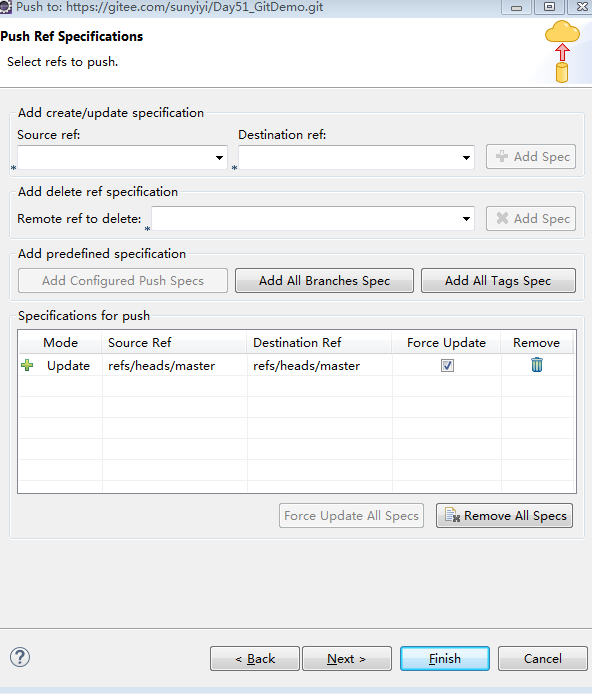 Push to: https://gitee.com/sunyiyi/Day51_GitDemo.git
Push Ref Specifications
Select refs to push.
Add create/update specification
Source ref: Destination ref:
* * Add Spec
Add delete ref specification
Remote ref to delete: * Add Spec
Add predefined specification
Add Configured Push Specs Add All Branches Spec Add All Tags Spec
Specifications for push
Mode Source Ref Destination Ref Force Update Remove
Update refs/heads/master refs/heads/master
Force Update All Specs Remove All Specs
? < Back Next > Finish Cancel